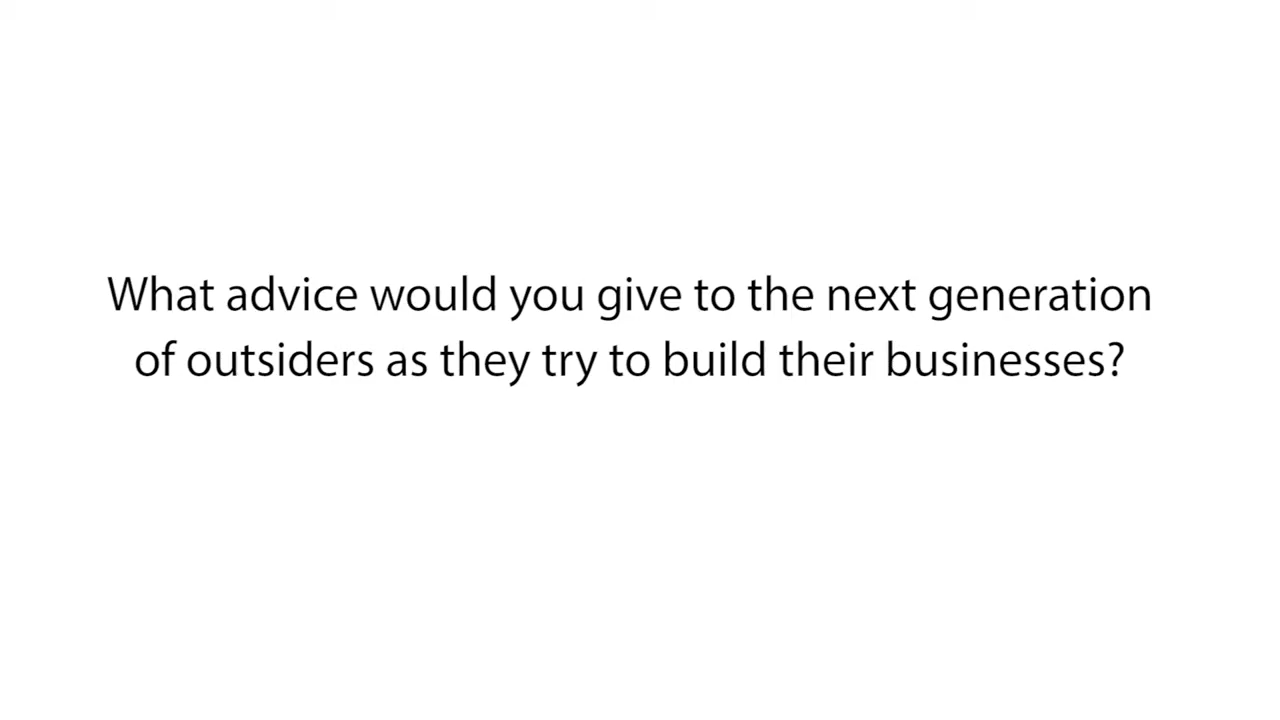 What advice would you give to the next generation
of outsiders as they try to build their businesses?